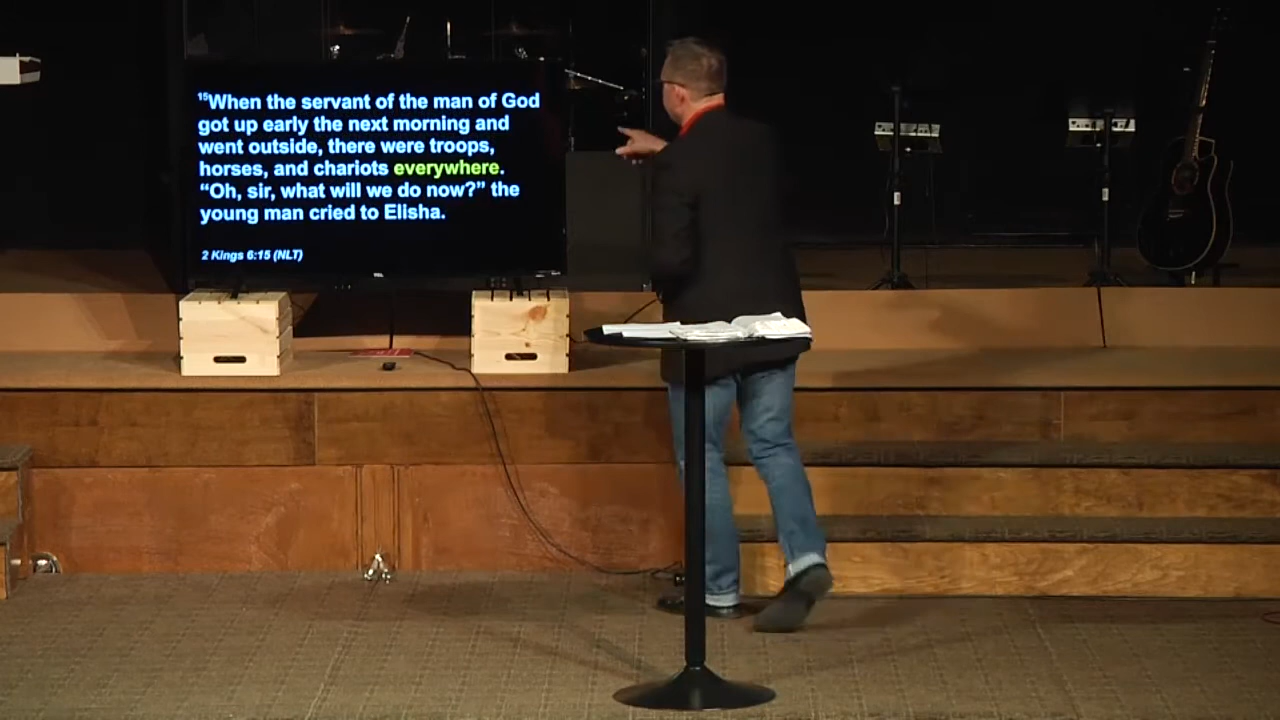 ¹⁵When the servant of the man of God
got up early the next morning and
went outside, there were troops,
horses, and chariots everywhere.
“Oh, sir, what will we do now?” the
young man cried to Elisha.
2 Kings 6:15 (NLT)